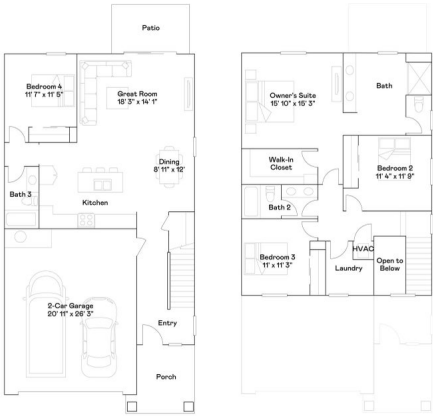 Patio
Bedroom 4
11' 7" x 11' 5"
Great Room
18' 3" x 14' 1"
Dining
8' 11" x 12'
Bath 3
Kitchen
2-Car Garage
20' 11" x 26' 3"
Entry
Porch
Owner's Suite
15' 10" x 15' 3"
Bath
Walk-In
Closet
Bedroom 2
11' 4" x 11' 9"
Bath 2
Bedroom 3
11' x 11' 3"
HVAC
Laundry
Open to
Below